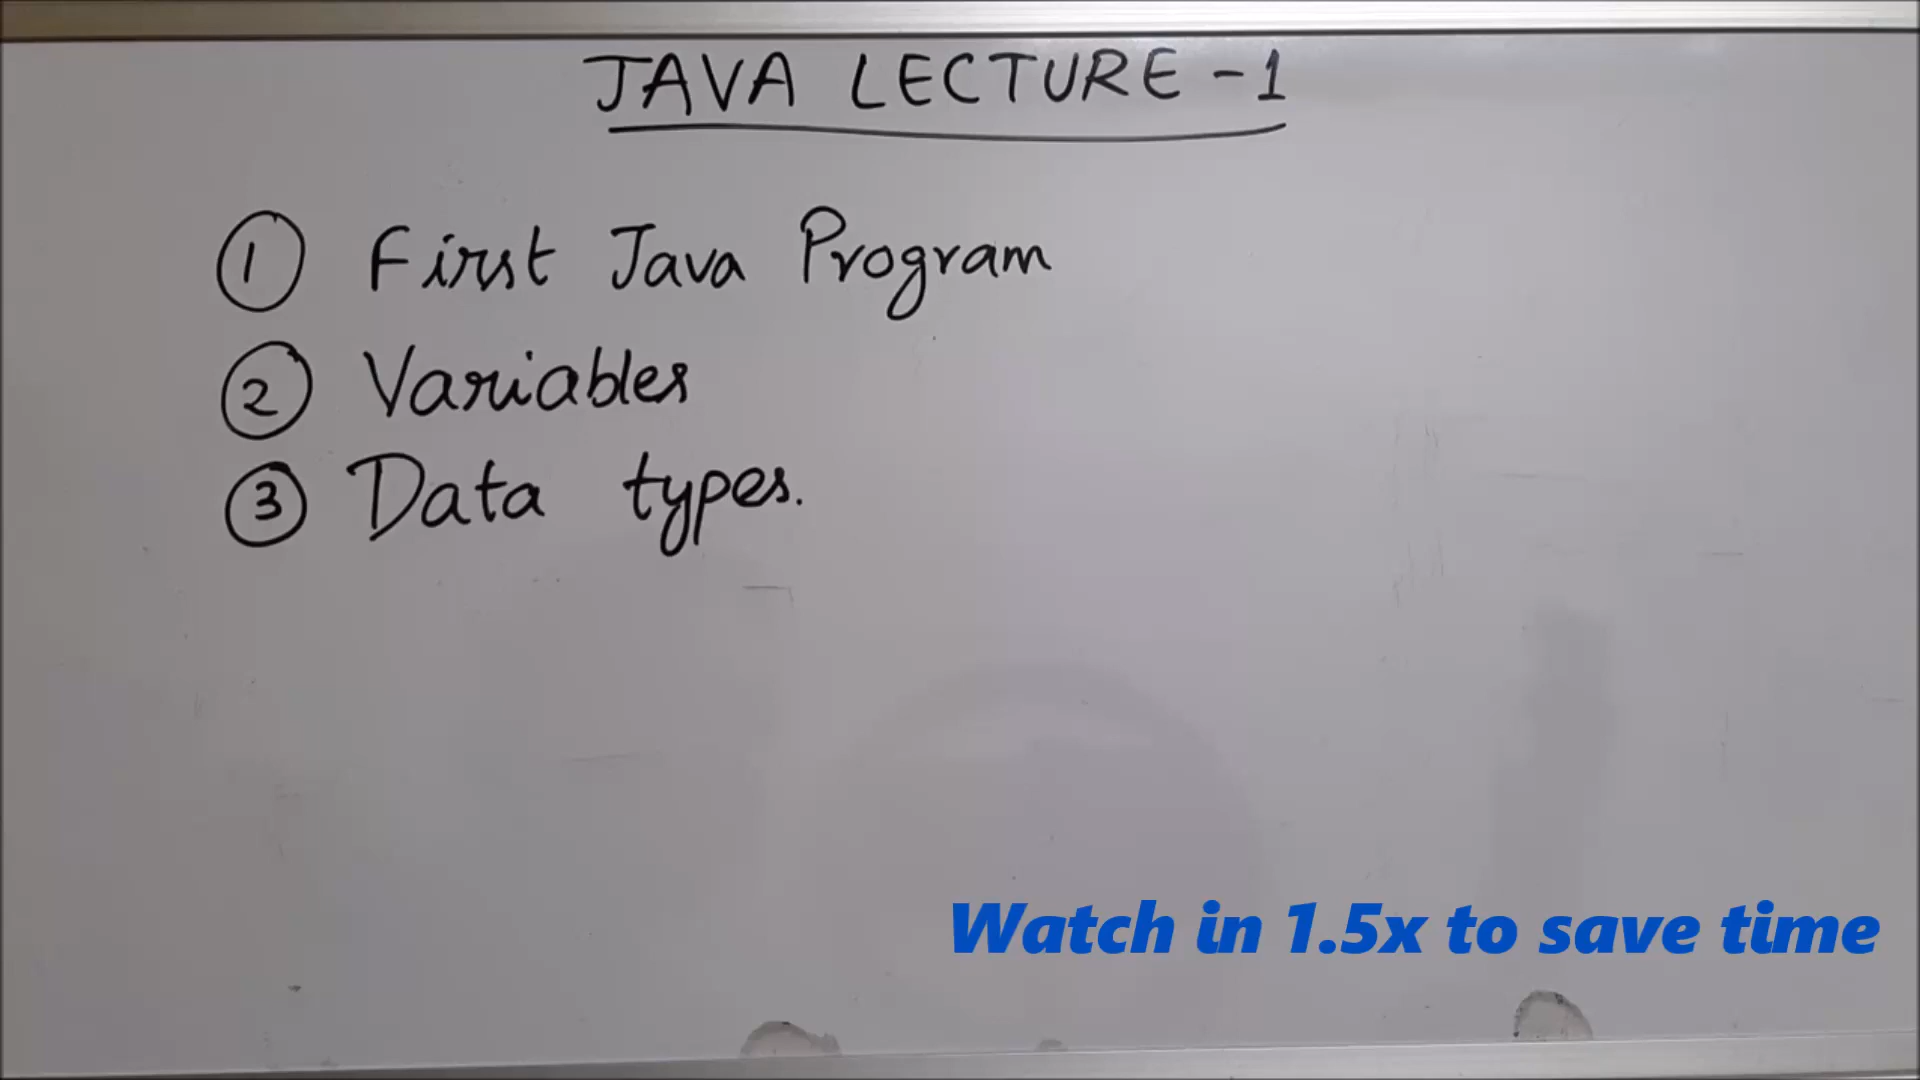 JAVA LECTURE -1
① First Java Program
② Variables
③ Data types.
Watch in 1.5x to save time